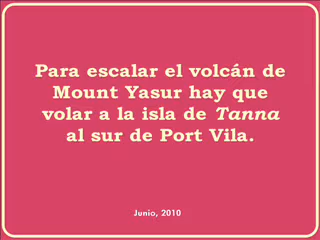 Para escalar el volcán de
Mount Yasur hay que
volar a la isla de Tanna
al sur de Port Vila.
Junio, 2010